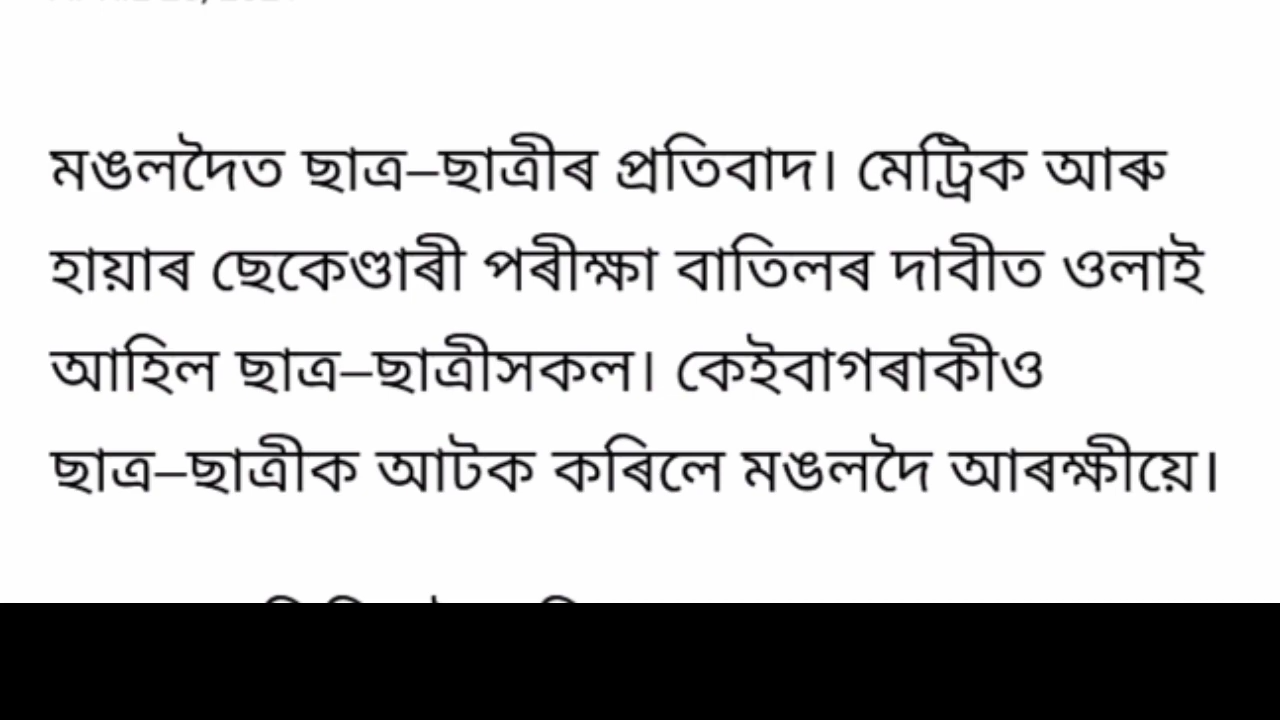 মঙলদৈত ছাত্ৰ–ছাত্ৰীৰ প্ৰতিবাদ। মেট্ৰিক আৰু
হায়াৰ ছেকেণ্ডাৰী পৰীক্ষা বাতিলৰ দাবীত ওলাই
আহিল ছাত্ৰ–ছাত্ৰীসকল। কেইবাগৰাকীও
ছাত্ৰ–ছাত্ৰীক আটক কৰিলে মঙলদৈ আৰক্ষীয়ে।